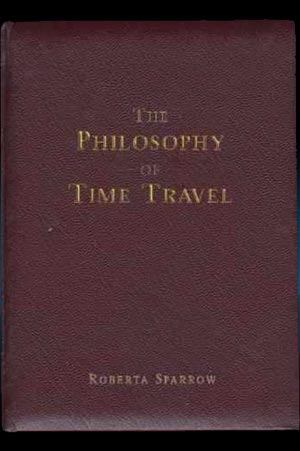 The
Philosophy
of
Time Travel
Roberta Sparrow